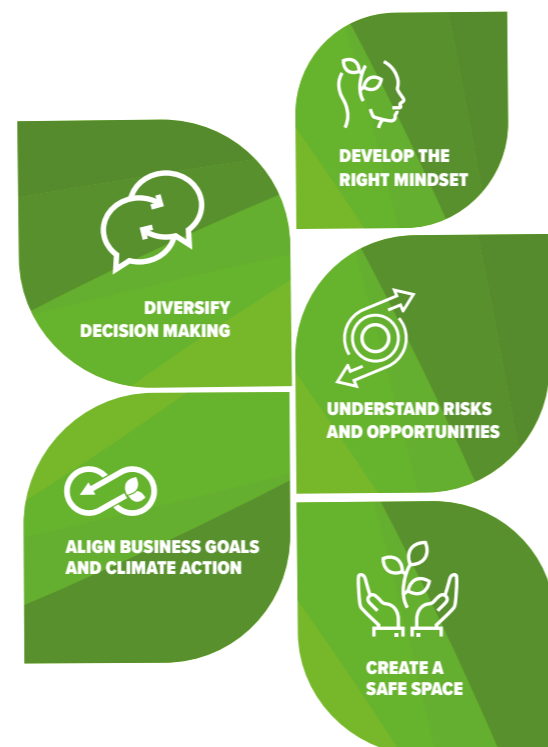 DEVELOP THE
RIGHT MINDSET
DIVERSIFY
DECISION MAKING
UNDERSTAND RISKS
AND OPPORTUNITIES
ALIGN BUSINESS GOALS
AND CLIMATE ACTION
CREATE A
SAFE SPACE